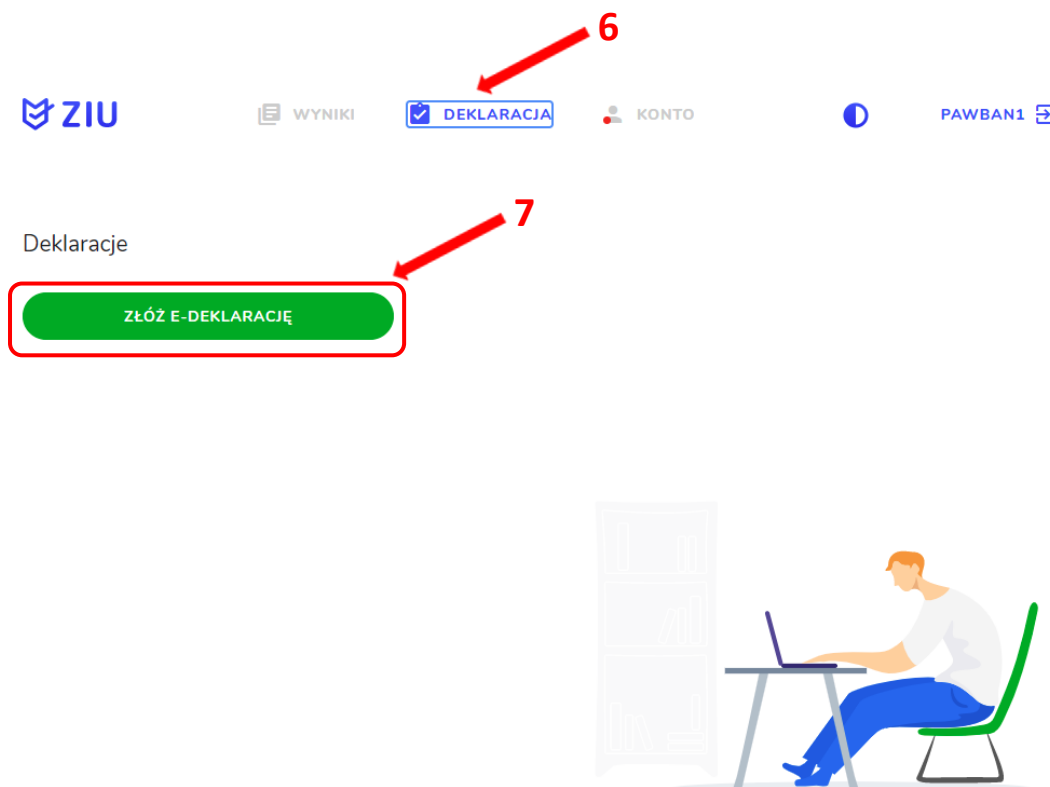 6
ZIU WYNIKI DEKLARACJA KONTO PAWBAN1
7
Deklaracje
ZŁÓŻ E-DEKLARACJĘ